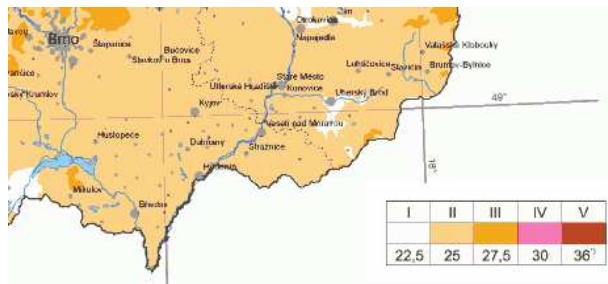 Otrokovice
Napajedla
Brno
Šlapanice
Bučovice
Slavkov u Brna
Valašské Klobouky
Luhačovice
Slavičín
Brumov-Bylnice
Staré Město
Uherské Hradiště
Kunovice
Uherský Brod
Kyjov
49°
Veselí nad Moravou
Hustopeče
Dubňany
Strážnice
Hodonín
18°
Mikulov
Břeclav
I II III IV V
22,5 25 27,5 30 36*)